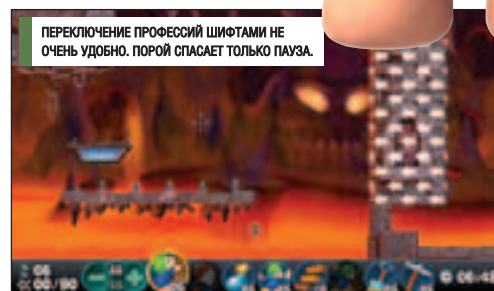 ПЕРЕКЛЮЧЕНИЕ ПРОФЕССИЙ ШИФТАМИ НЕ
ОЧЕНЬ УДОБНО. ПОРОЙ СПАСАЕТ ТОЛЬКО ПАУЗА.